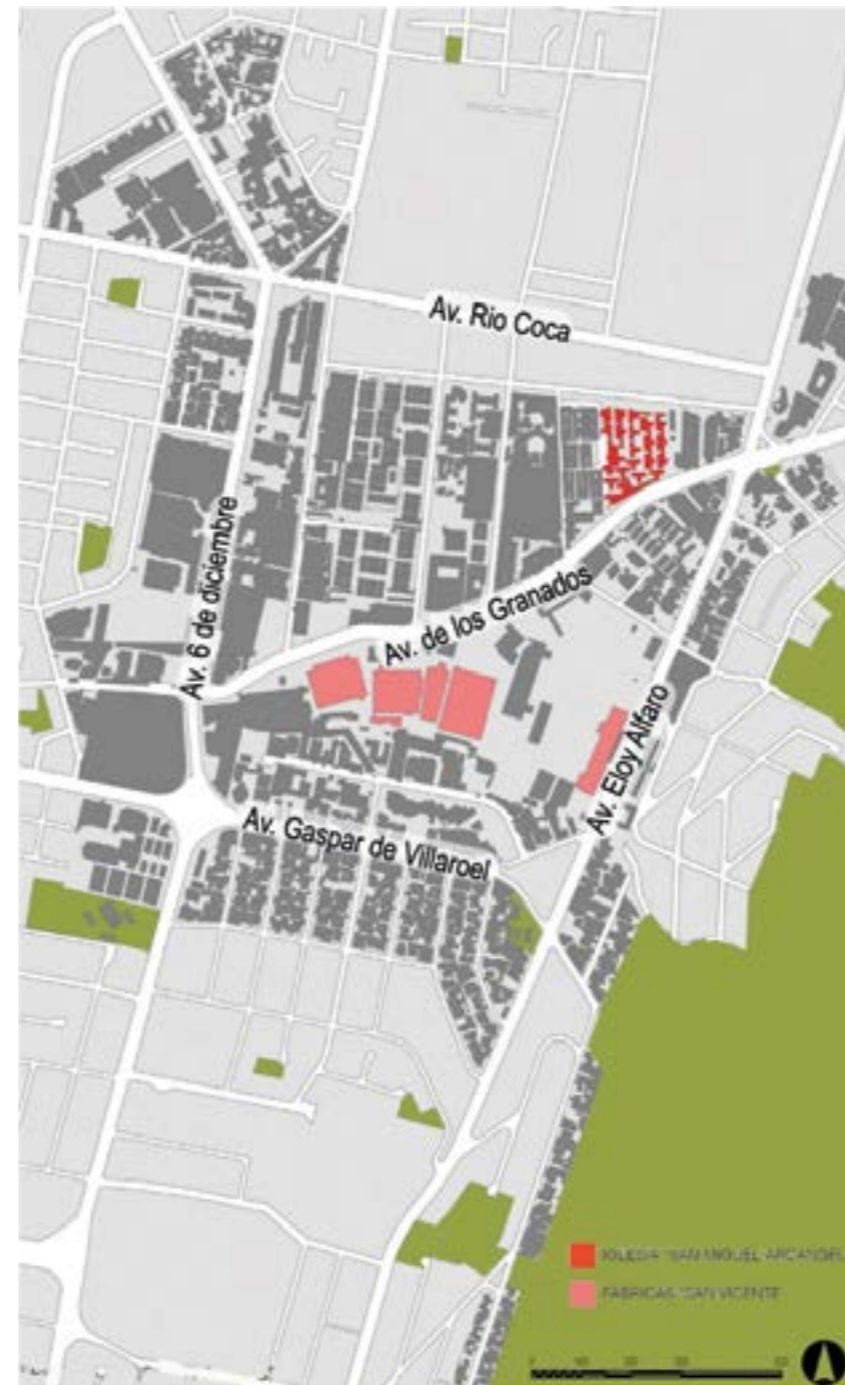 Av. Rio Coca
Av. 6 de diciembre
Av. de los Granados
Av. Eloy Alfaro
Av. Gaspar de Villaroel
IGLESIA "SAN MIGUEL ARCANGEL
FABRICAS "SAN VICENTE